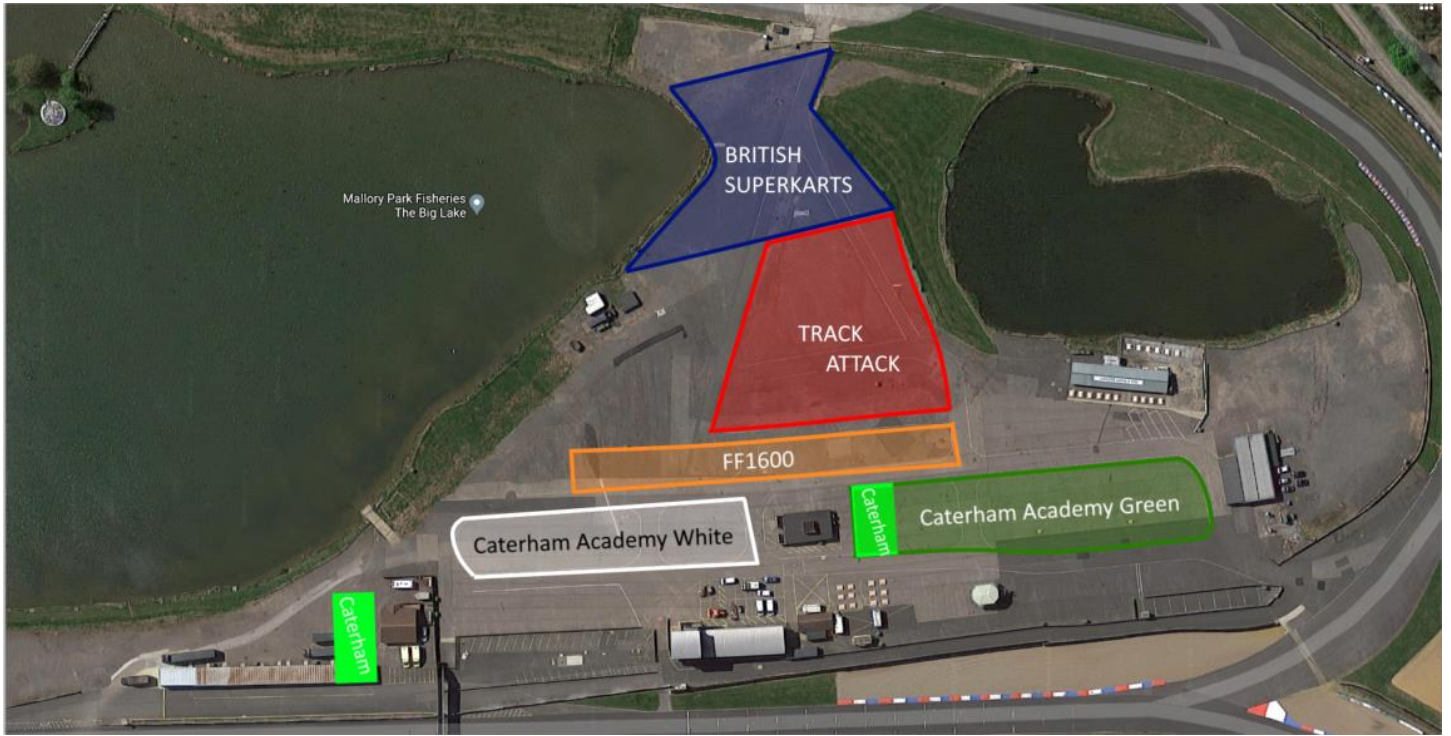 BRITISH
SUPERKARTS
Mallory Park Fisheries
The Big Lake
TRACK
ATTACK
FF1600
Caterham
Caterham Academy Green
Caterham Academy White
Caterham